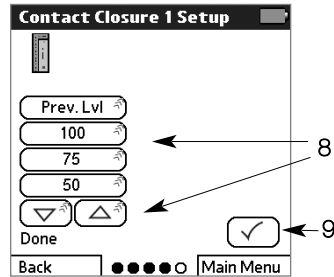 Contact Closure 1 Setup
Prev. Lvl
100
75
50
Done
Back
Main Menu
8
9